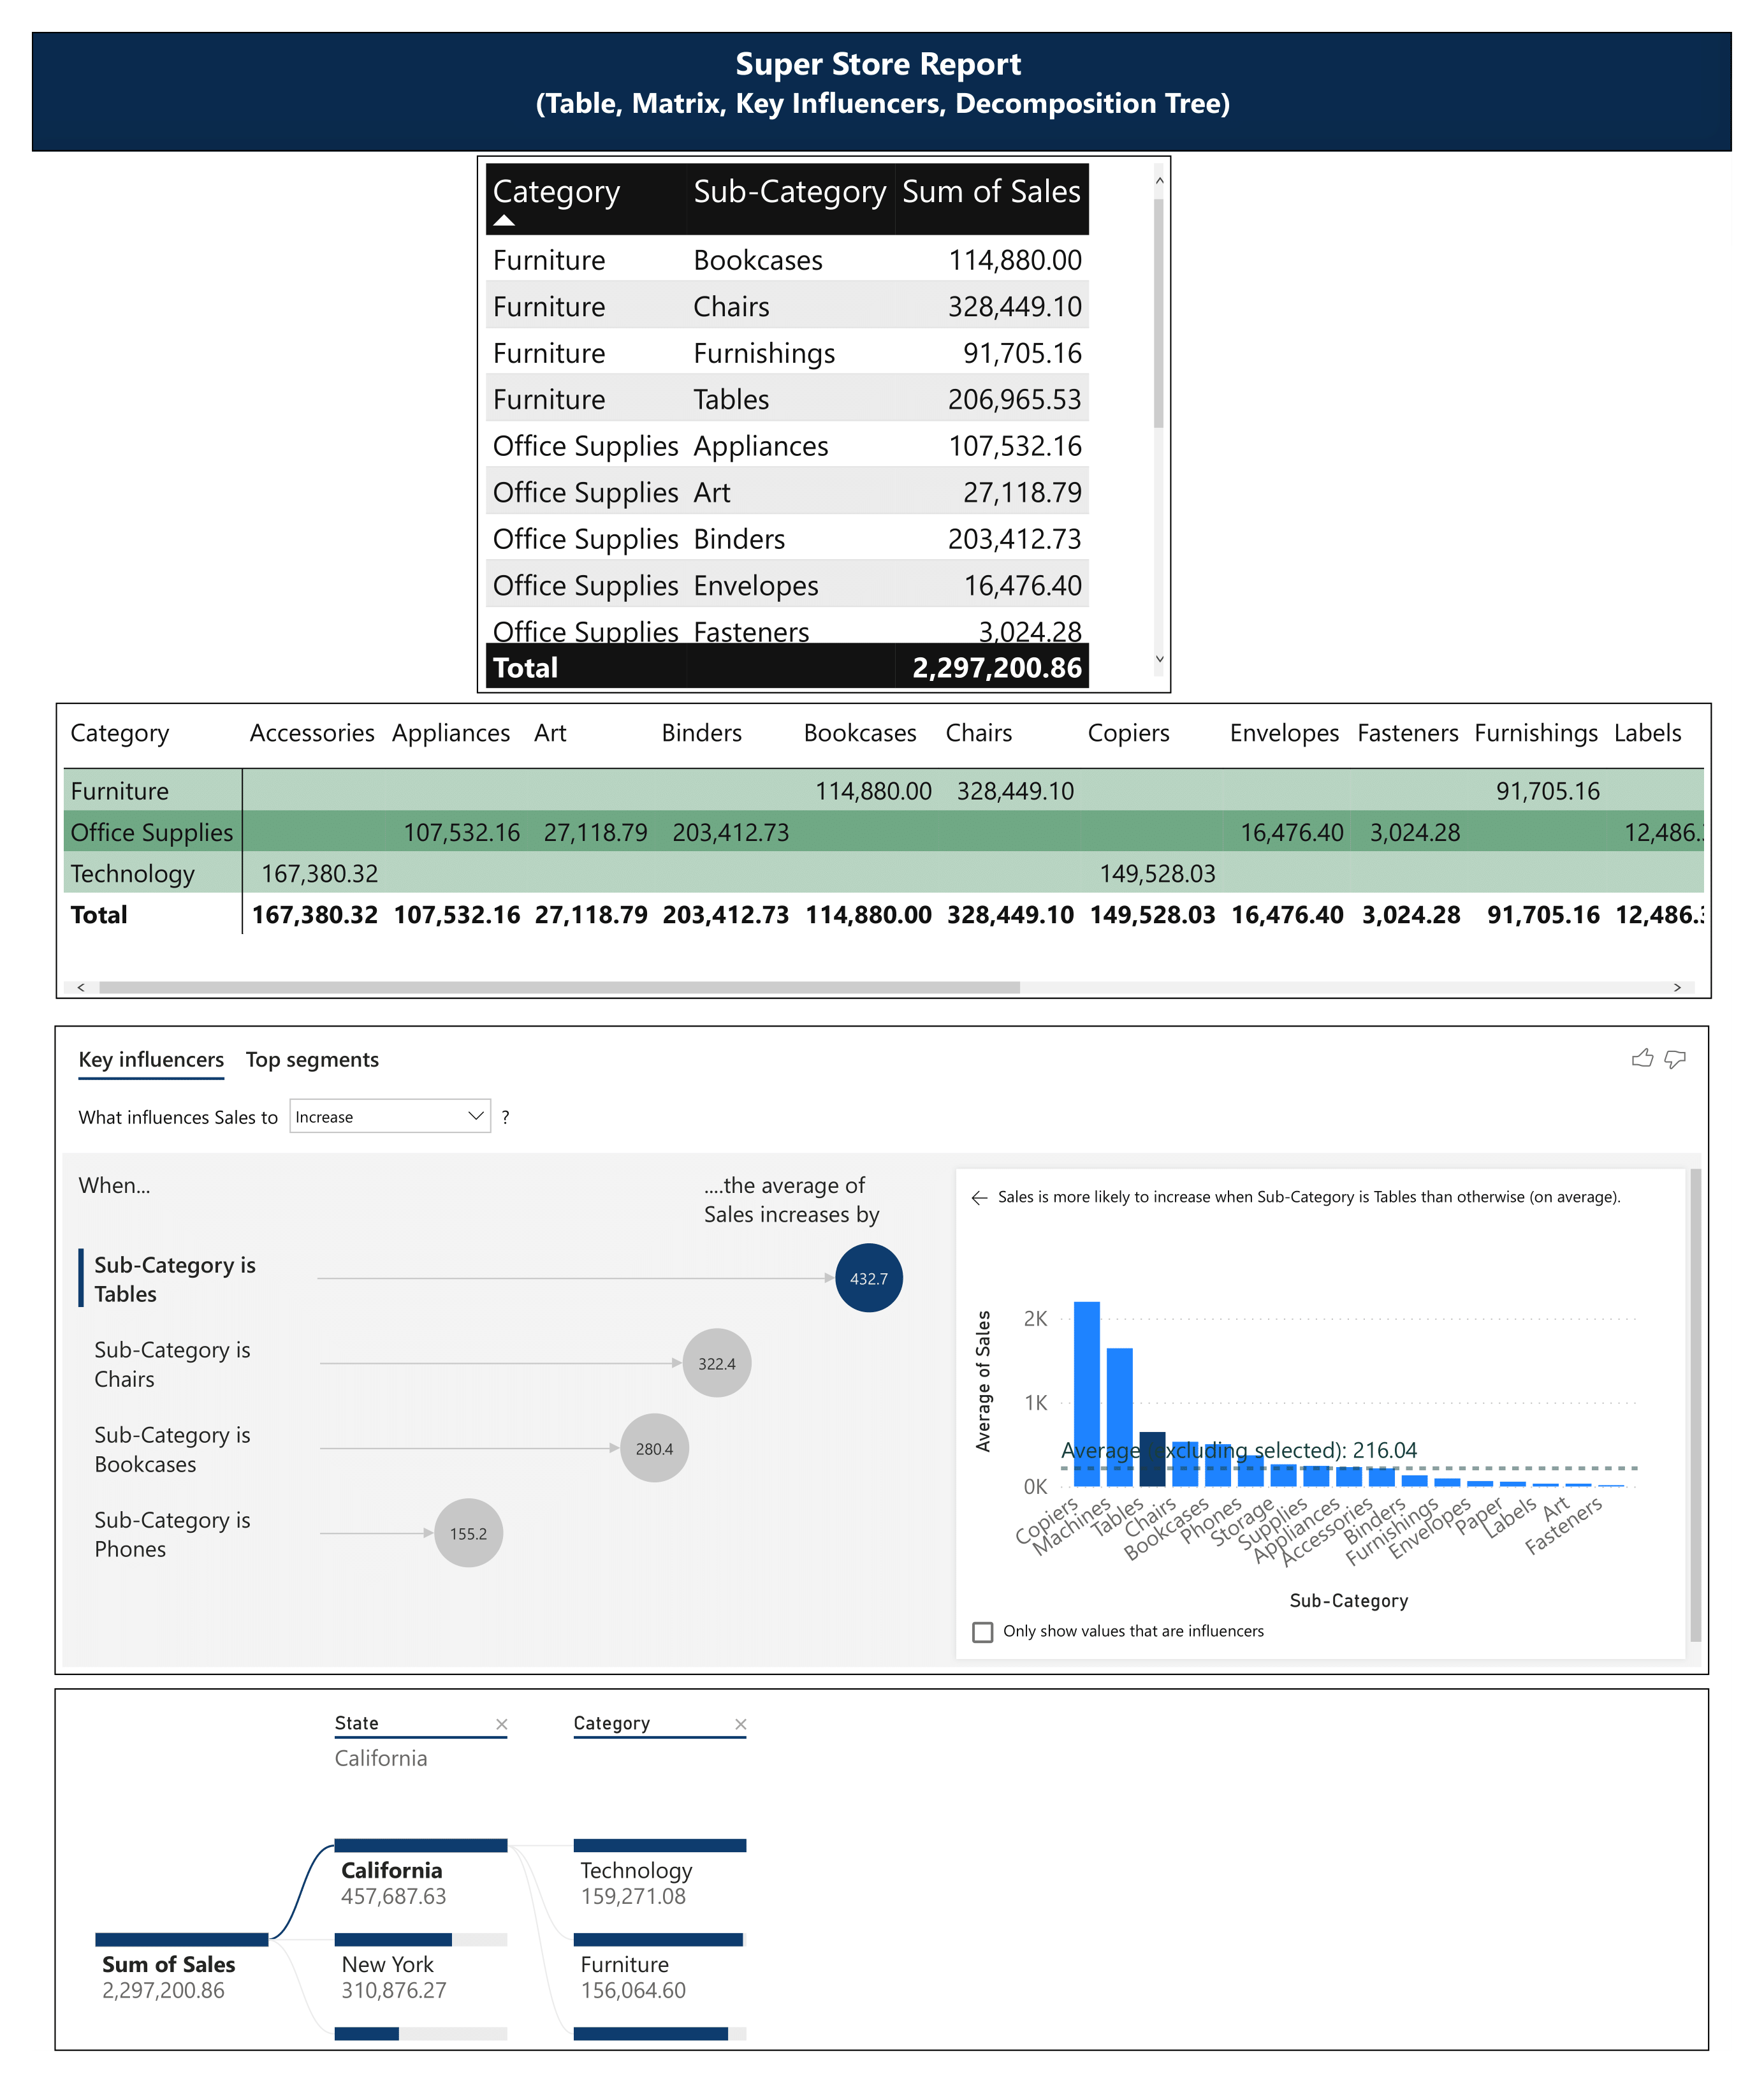 Super Store Report
(Table, Matrix, Key Influencers, Decomposition Tree)
Category Sub-Category Sum of Sales
Furniture Bookcases 114,880.00
Furniture Chairs 328,449.10
Furniture Furnishings 91,705.16
Furniture Tables 206,965.53
Office Supplies Appliances 107,532.16
Office Supplies Art 27,118.79
Office Supplies Binders 203,412.73
Office Supplies Envelopes 16,476.40
Office Supplies Fasteners 3,024.28
Total 2,297,200.86
Category Accessories Appliances Art Binders Bookcases Chairs Copiers Envelopes Fasteners Furnishings Labels
Furniture 114,880.00 328,449.10 91,705.16
Office Supplies 107,532.16 27,118.79 203,412.73 16,476.40 3,024.28 12,486.
Technology 167,380.32 149,528.03
Total 167,380.32 107,532.16 27,118.79 203,412.73 114,880.00 328,449.10 149,528.03 16,476.40 3,024.28 91,705.16 12,486.3
Key influencers Top segments
What influences Sales to Increase ?
When...
....the average of
Sales increases by
Sub-Category is
Tables
432.7
Sub-Category is
Chairs
322.4
Sub-Category is
Bookcases
280.4
Sub-Category is
Phones
155.2
Sales is more likely to increase when Sub-Category is Tables than otherwise (on average).
Average of Sales
2K
1K
0K
Average (excluding selected): 216.04
Copiers
Machines
Tables
Chairs
Bookcases
Phones
Storage
Supplies
Appliances
Accessories
Binders
Furnishings
Envelopes
Paper
Labels
Art
Fasteners
Sub-Category
Only show values that are influencers
State Category
California
California
457,687.63
Technology
159,271.08
Sum of Sales
2,297,200.86
New York
310,876.27
Furniture
156,064.60